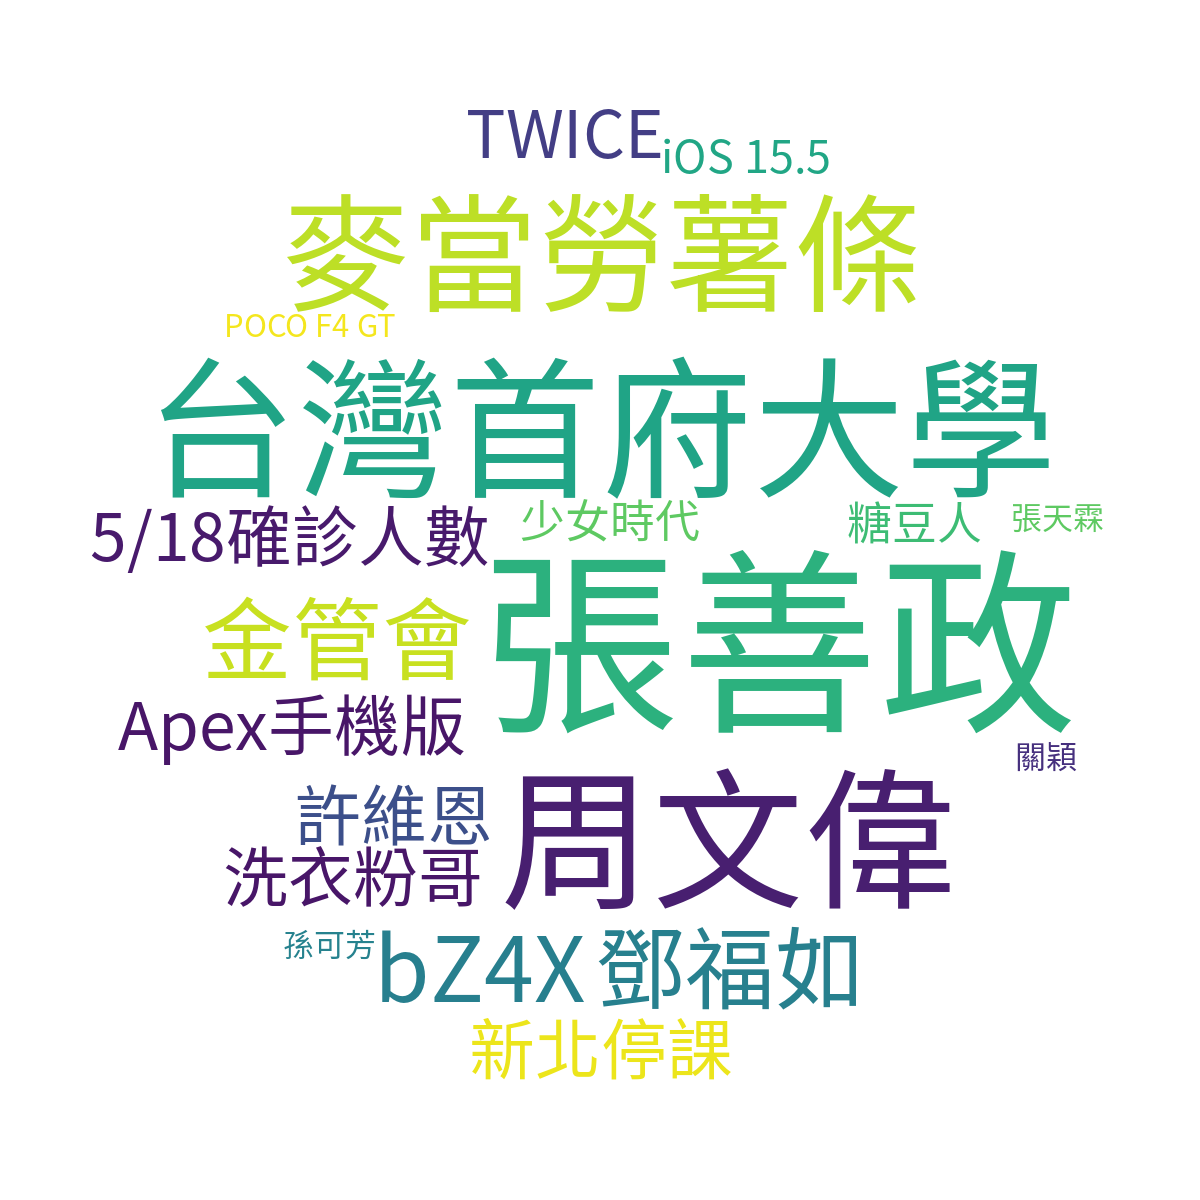 TWICE
iOS 15.5
麥當勞薯條
POCO F4 GT
台灣首府大學
5/18確診人數
少女時代
糖豆人
張天霖
張善政
金管會
Apex手機版
關穎
周文偉
許維恩
洗衣粉哥
孫可芳
bZ4X
鄧福如
新北停課